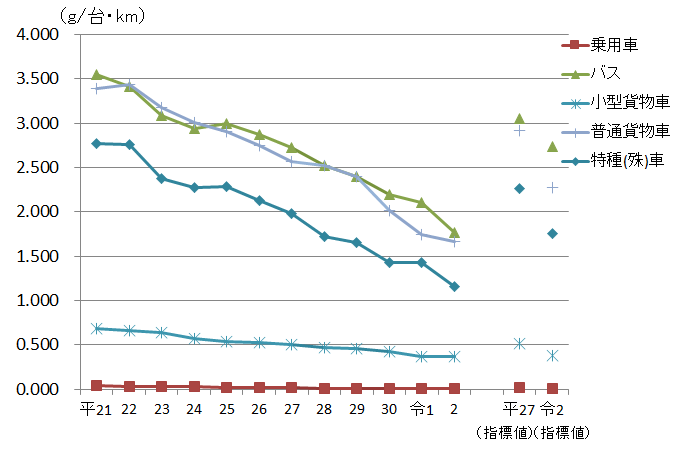 (g/台・km)
4.000
3.500
3.000
2.500
2.000
1.500
1.000
0.500
0.000
乗用車
バス
小型貨物車
普通貨物車
特種(殊)車
平21 22 23 24 25 26 27 28 29 30 令1 2 平27 令2
(指標値)(指標値)